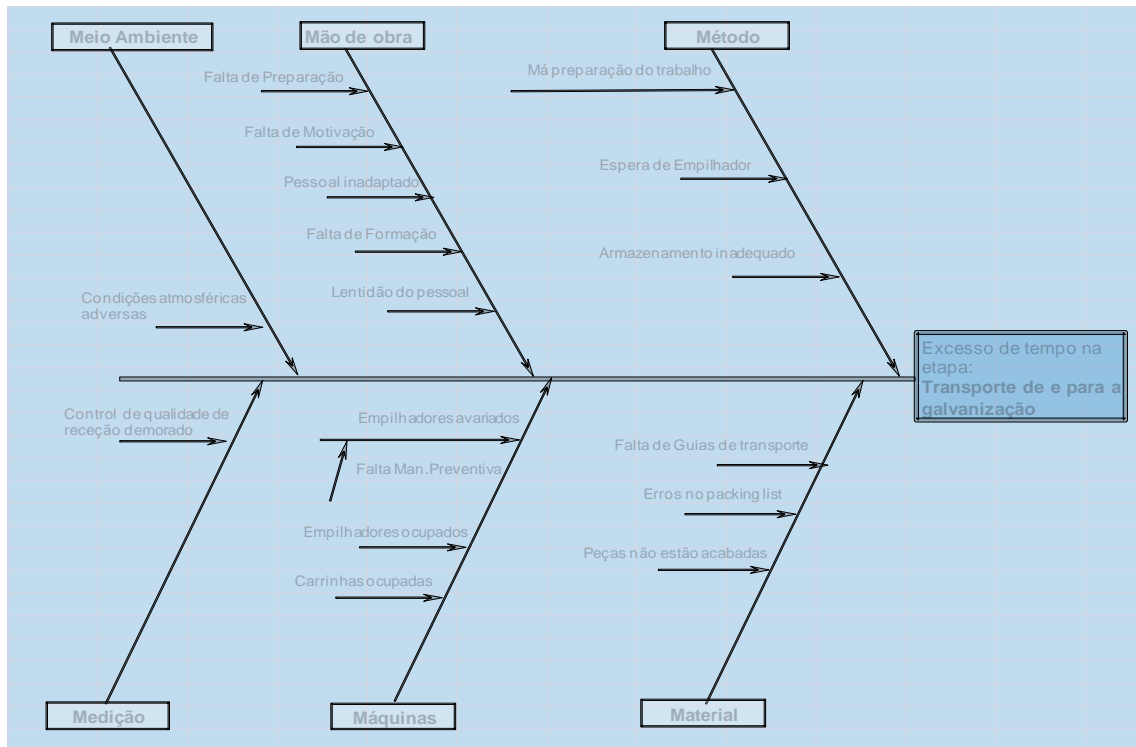 Meio Ambiente
Mão de obra
Método
Falta de Preparação
Má preparação do trabalho
Falta de Motivação
Espera de Empilhador
Pessoal inadaptado
Falta de Formação
Armazenamento inadequado
Lentidão do pessoal
Condições atmosféricas
adversas
Excesso de tempo na
etapa:
Transporte de e para a
galvanização
Control de qualidade de
receção demorado
Empilhadores avariados
Falta Man.Preventiva
Falta de Guias de transporte
Erros no packing list
Empilhadores ocupados
Peças não estão acabadas
Carrinhas ocupadas
Medição
Máquinas
Material